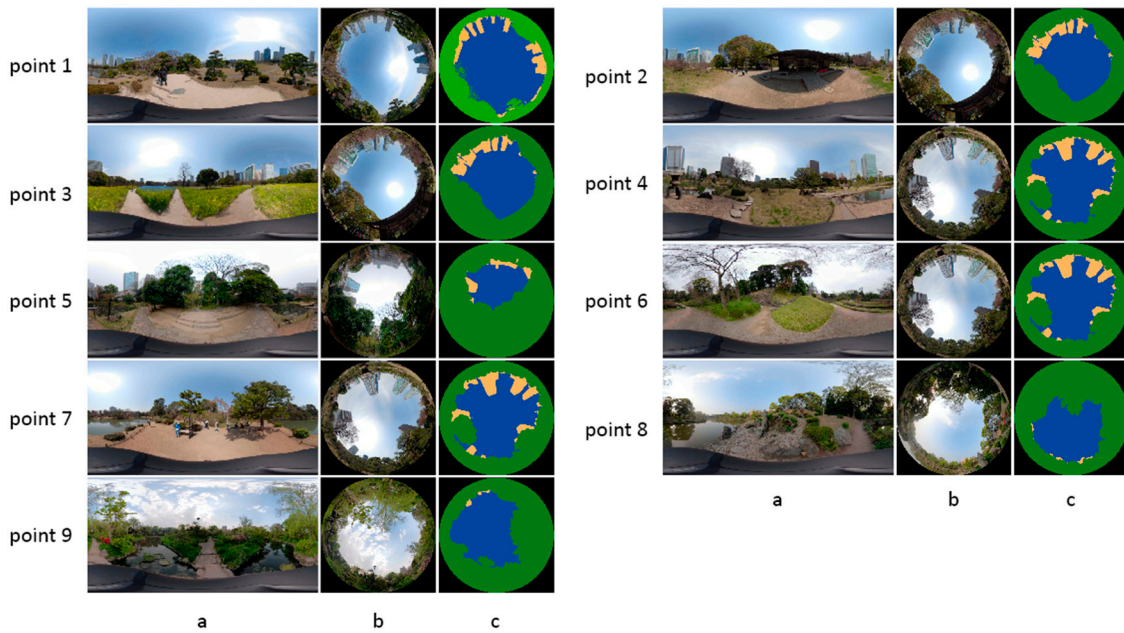 point 1
point 2
point 3
point 4
point 5
point 6
point 7
point 8
a b c
point 9
a b c